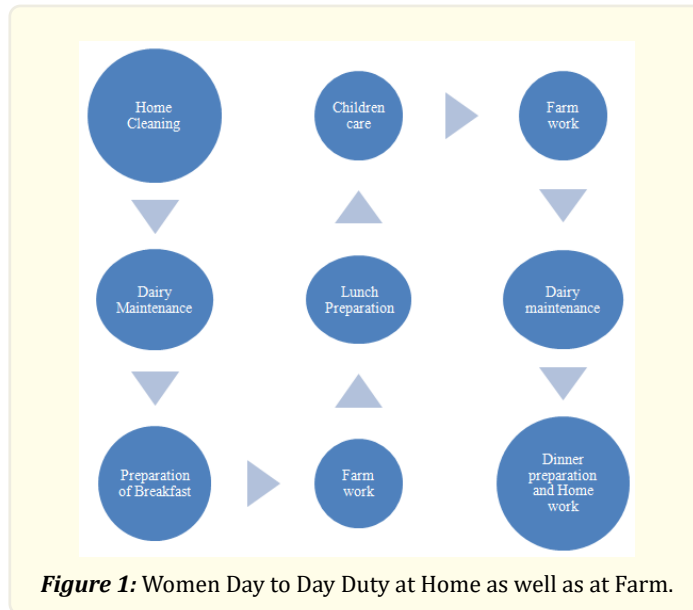 Home
Cleaning
Dairy
Maintenance
Preparation
of Breakfast
Farm
work
Lunch
Preparation
Children
care
Farm
work
Dairy
maintenance
Dinner
preparation
and Home
work
Figure 1: Women Day to Day Duty at Home as well as at Farm.